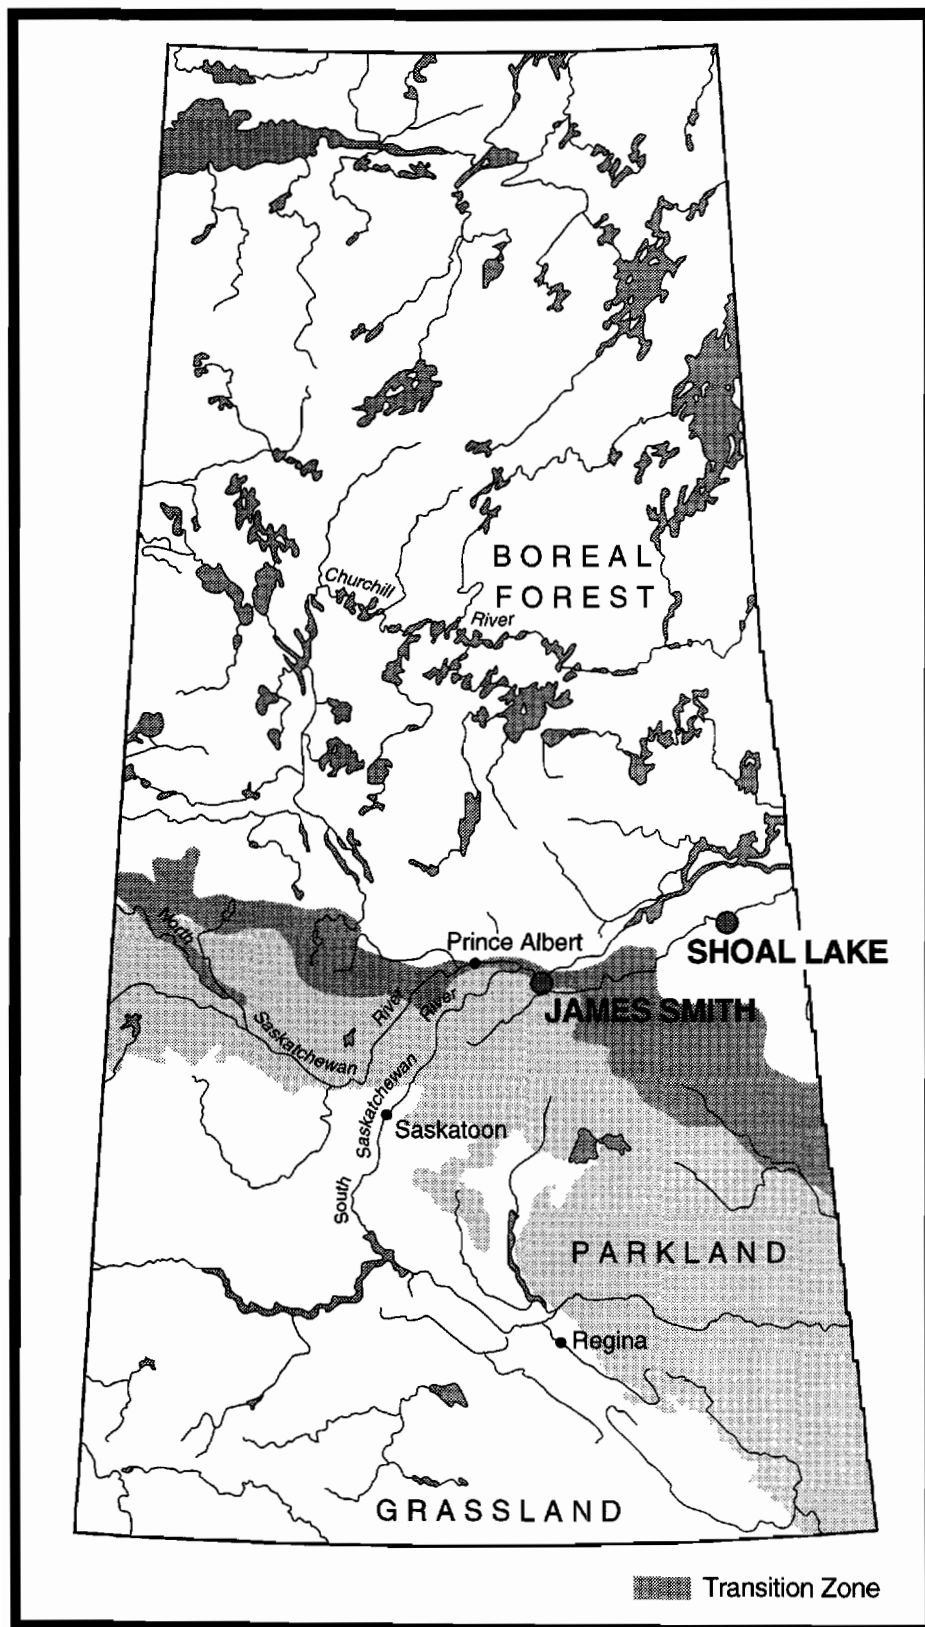 BOREAL
FOREST
Churchill
River
North
Saskatchewan
River
Prince Albert
SHOAL LAKE
JAMES SMITH
River
Saskatchewan
South
Saskatoon
PARKLAND
Regina
GRASSLAND
Transition Zone